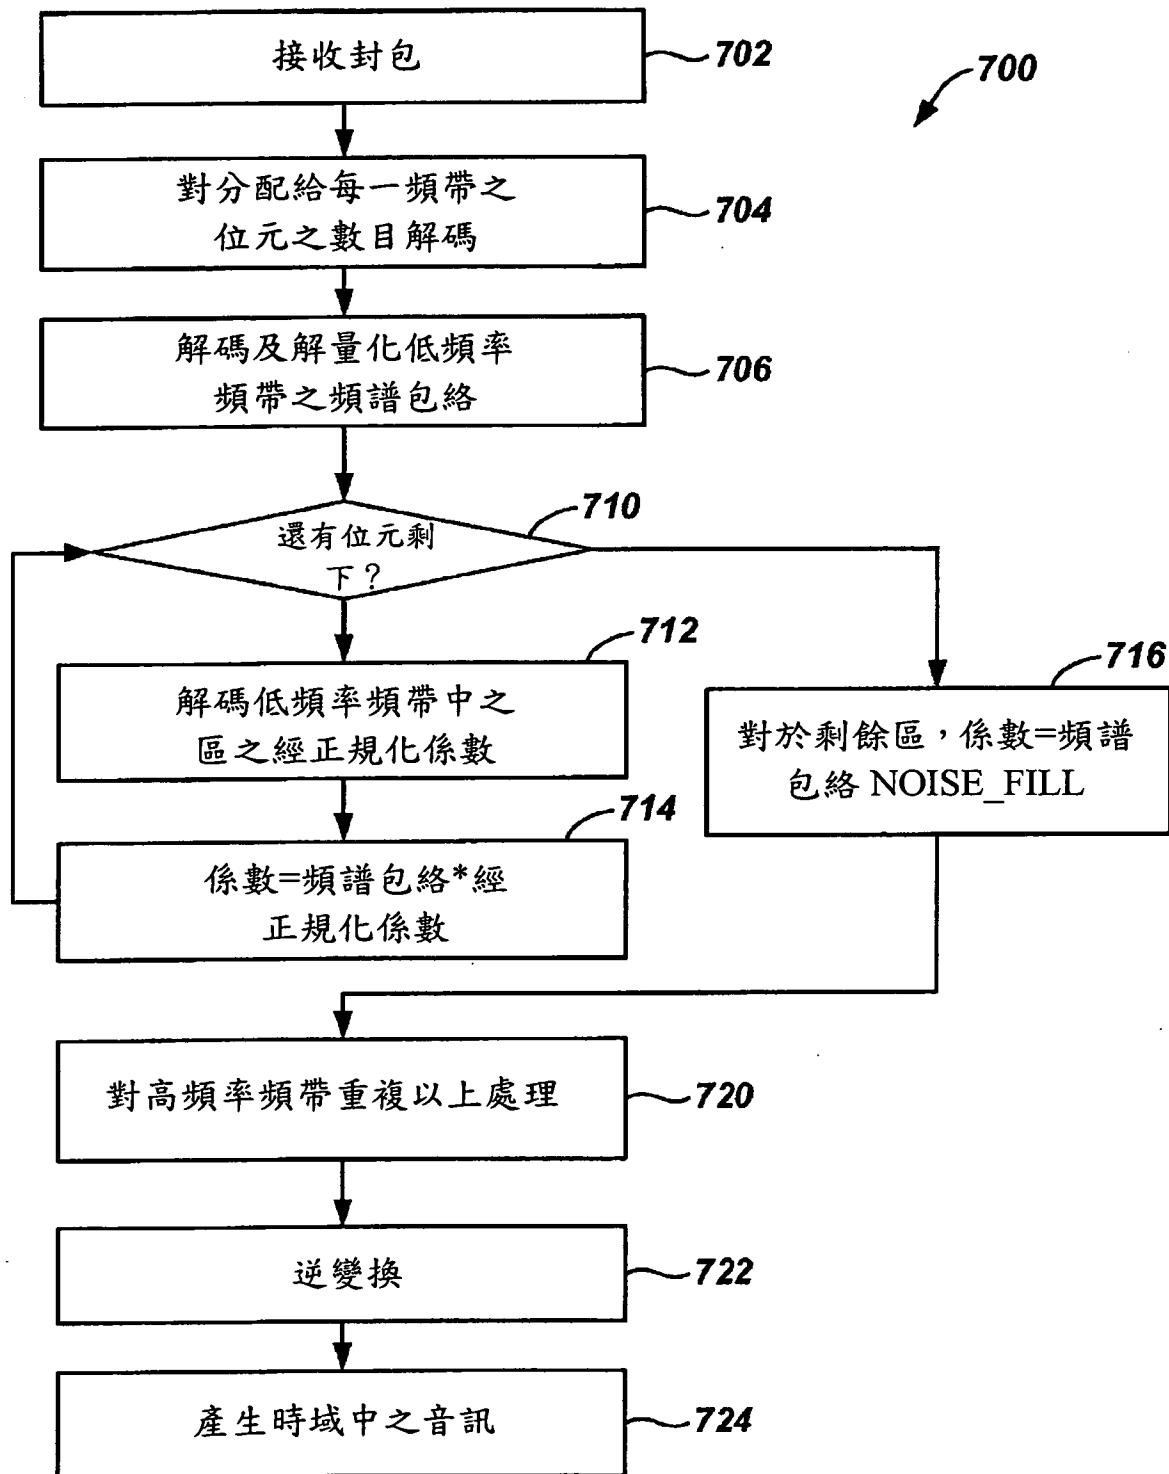 接收封包
702
700
對分配給每一頻帶之
位元之數目解碼
704
解碼及解量化低頻率
頻帶之頻譜包絡
706
710
還有位元剩
下？
712
解碼低頻率頻帶中之
區之經正規化係數
716
對於剩餘區，係數=頻譜
包絡 NOISE_FILL
714
係數=頻譜包絡*經
正規化係數
對高頻率頻帶重複以上處理
720
逆變換
722
產生時域中之音訊
724